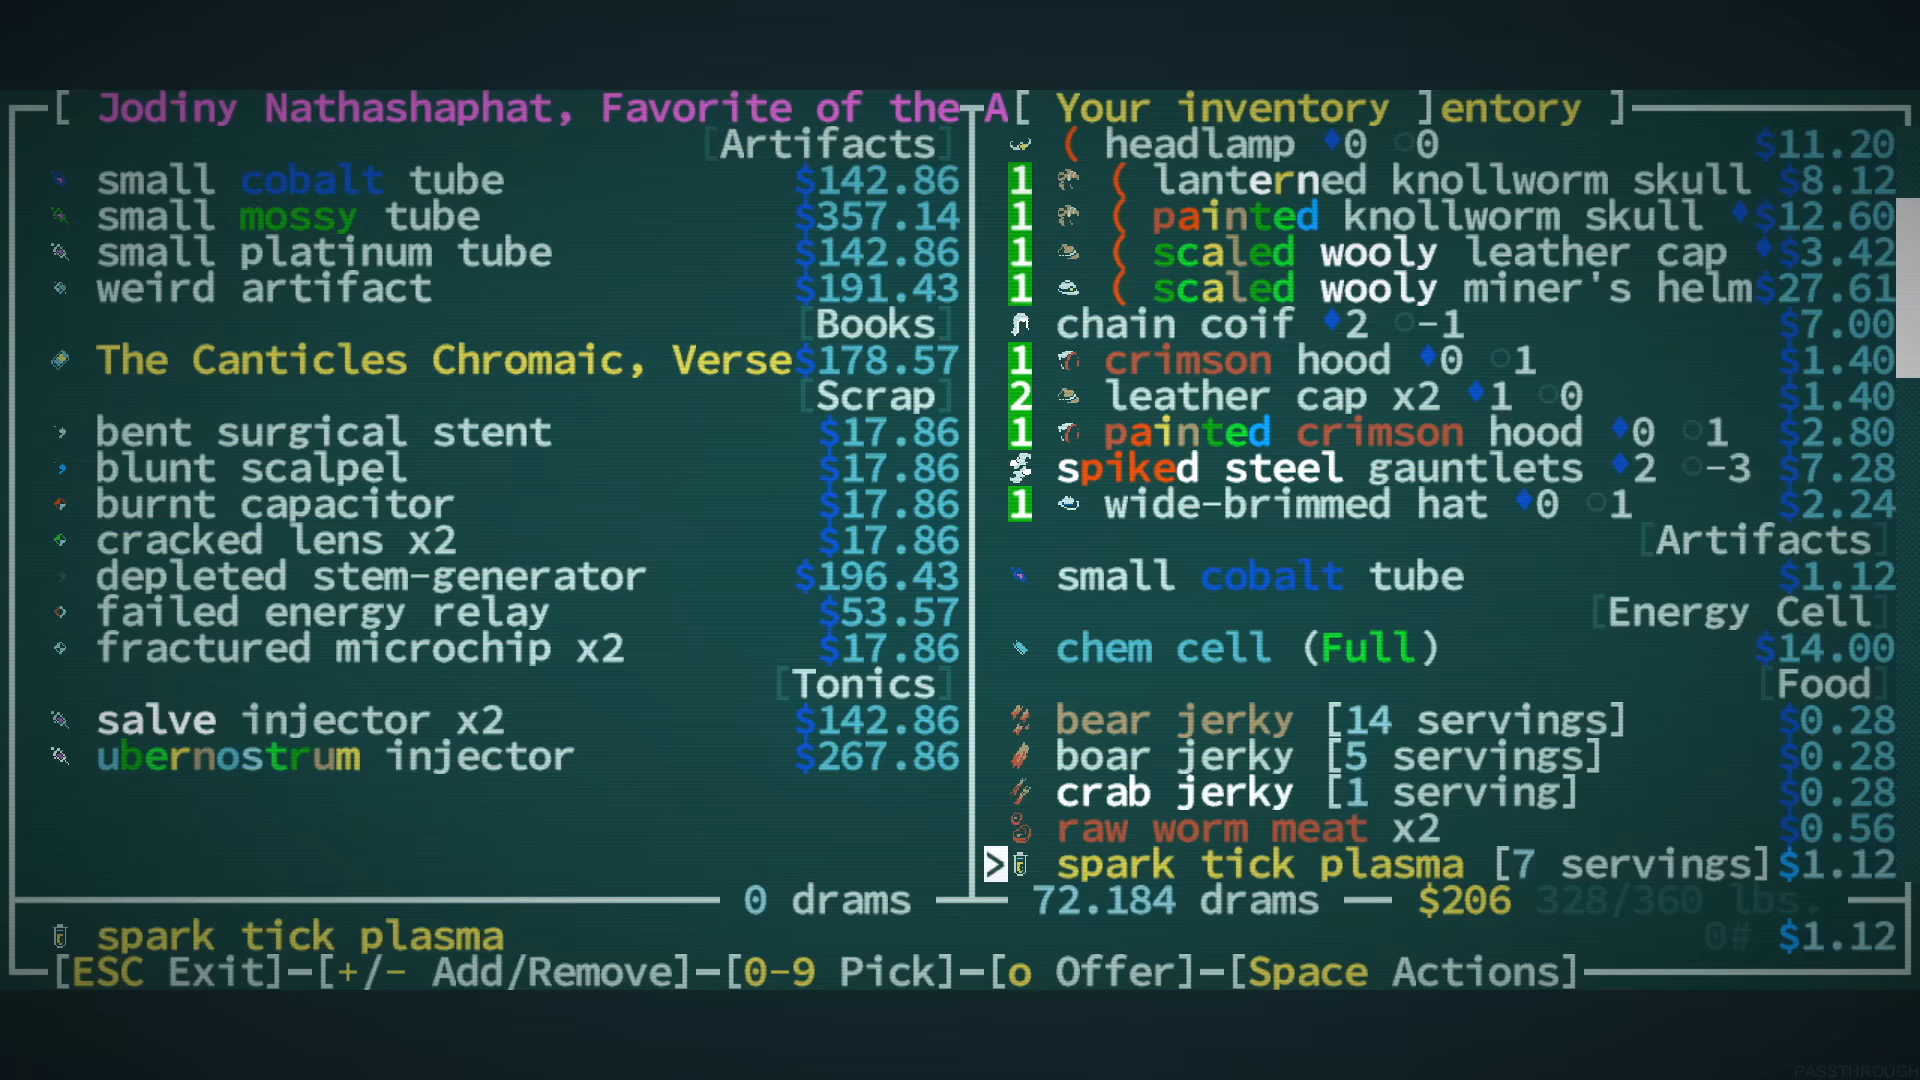 [ Jodiny Nathashaphat, Favorite of the A
[Artifacts]
small cobalt tube $142.86
small mossy tube $357.14
small platinum tube $142.86
weird artifact $191.43
[Books]
The Canticles Chromaic, Verse $178.57
[Scrap]
bent surgical stent $17.86
blunt scalpel $17.86
burnt capacitor $17.86
cracked lens x2 $17.86
depleted stem-generator $196.43
failed energy relay $53.57
fractured microchip x2 $17.86
[Tonics]
salve injector x2 $142.86
ubernostrum injector $267.86
0 drams
[ Your inventory ]entory ]
( headlamp ♦0 ○0 $11.20
1 ( lanterned knollworm skull $8.12
1 ( painted knollworm skull ♦$12.60
1 ( scaled wooly leather cap ♦$3.42
1 ( scaled wooly miner's helm$27.61
chain coif ♦2 ○-1 $7.00
1 crimson hood ♦0 ○1 $1.40
2 leather cap x2 ♦1 ○0 $1.40
1 painted crimson hood ♦0 ○1 $2.80
spiked steel gauntlets ♦2 ○-3 $7.28
1 wide-brimmed hat ♦0 ○1 $2.24
[Artifacts]
small cobalt tube $1.12
[Energy Cell]
chem cell (Full) $14.00
[Food]
bear jerky [14 servings] $0.28
boar jerky [5 servings] $0.28
crab jerky [1 serving] $0.28
raw worm meat x2 $0.56
> spark tick plasma [7 servings] $1.12
72.184 drams — $206 328/360 lbs.
spark tick plasma 0# $1.12
[ESC Exit]—[+/- Add/Remove]—[0-9 Pick]—[o Offer]—[Space Actions]
PASSTHROUGH